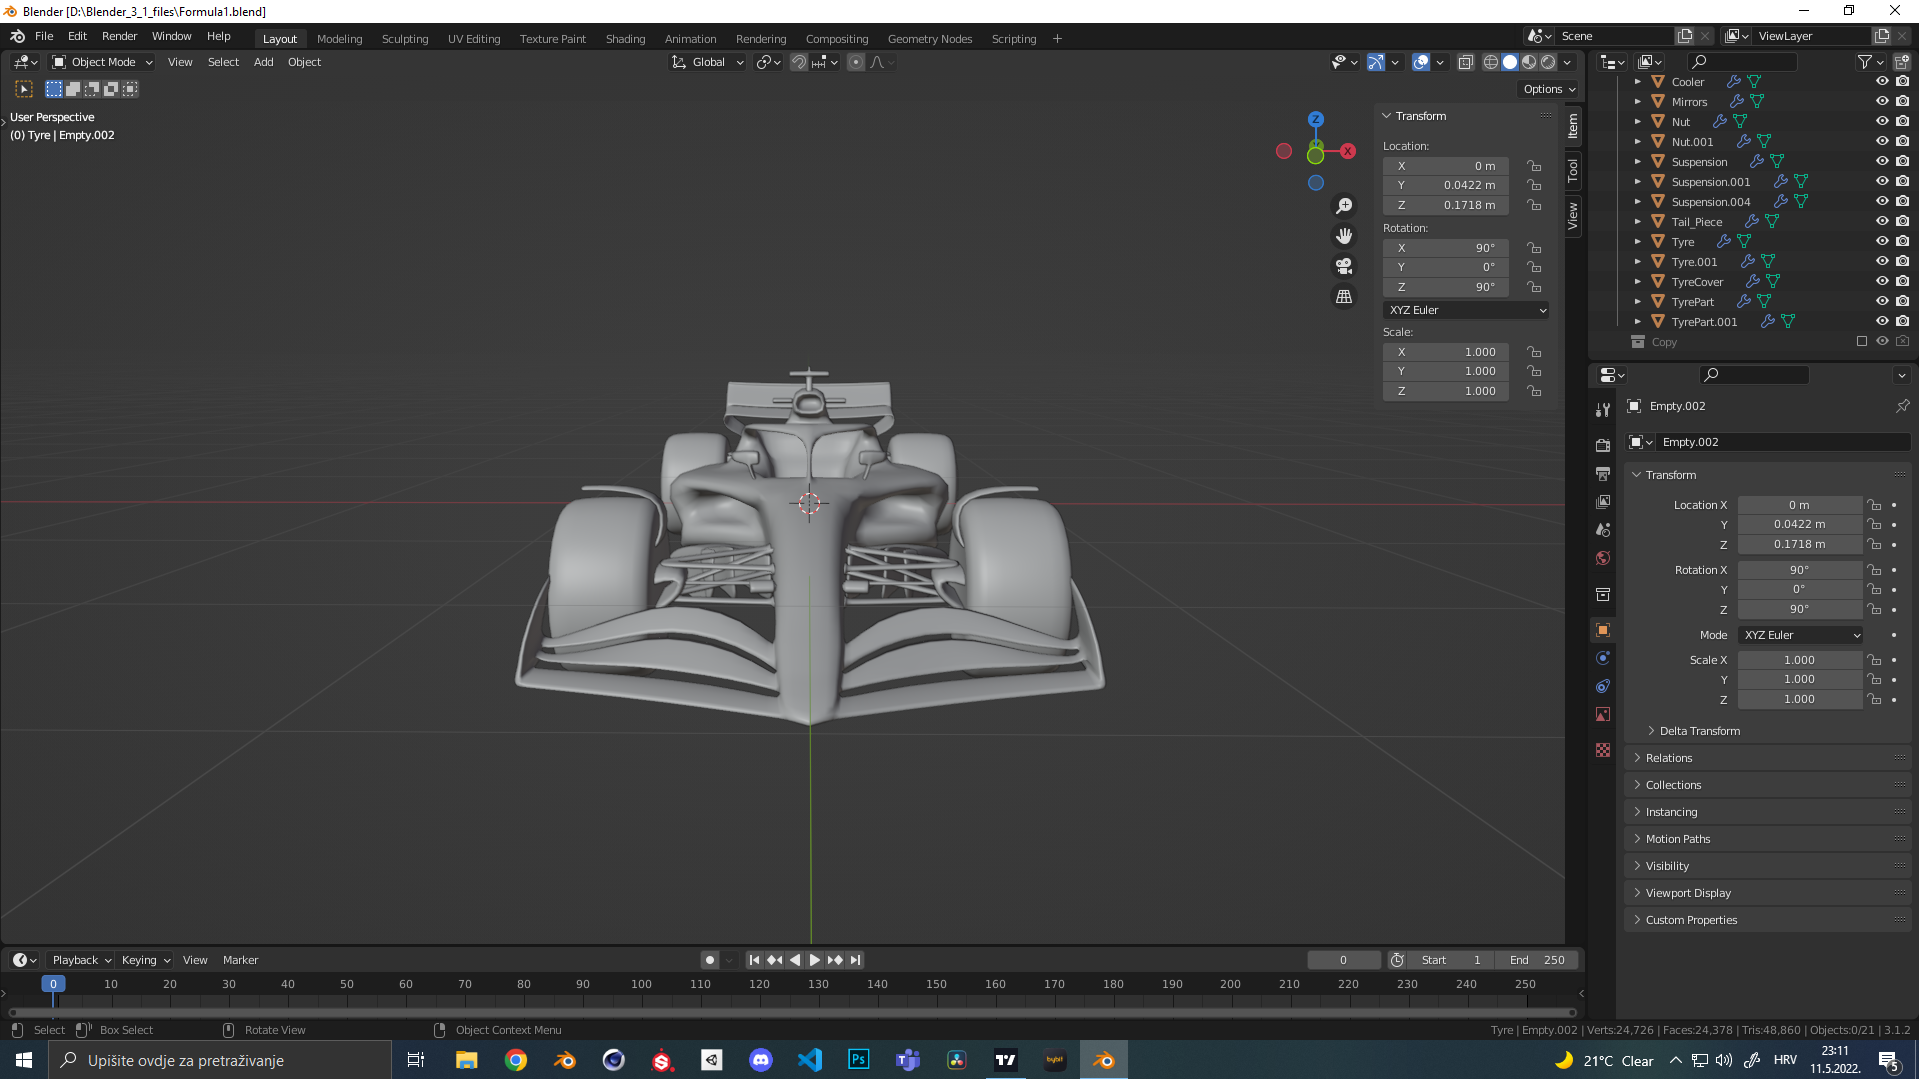 Blender [D:\Blender_3_1_files\Formula1.blend]
File Edit Render Window Help Layout Modeling Sculpting UV Editing Texture Paint Shading Animation Rendering Compositing Geometry Nodes Scripting + Scene ViewLayer
Object Mode View Select Add Object Global
Options
User Perspective
(0) Tyre | Empty.002
Z
X
Transform
Location:
X 0 m
Y 0.0422 m
Z 0.1718 m
Rotation:
X 90°
Y 0°
Z 90°
XYZ Euler
Scale:
X 1.000
Y 1.000
Z 1.000
Item
Tool
View
Cooler
Mirrors
Nut
Nut.001
Suspension
Suspension.001
Suspension.004
Tail_Piece
Tyre
Tyre.001
TyreCover
TyrePart
TyrePart.001
Copy
Empty.002
Empty.002
Transform
Location X 0 m
Y 0.0422 m
Z 0.1718 m
Rotation X 90°
Y 0°
Z 90°
Mode XYZ Euler
Scale X 1.000
Y 1.000
Z 1.000
Delta Transform
Relations
Collections
Instancing
Motion Paths
Visibility
Viewport Display
Custom Properties
Playback Keying View Marker 0 Start 1 End 250
0 10 20 30 40 50 60 70 80 90 100 110 120 130 140 150 160 170 180 190 200 210 220 230 240 250
Select Box Select Rotate View Object Context Menu Tyre | Empty.002 | Verts:24,726 | Faces:24,378 | Tris:48,860 | Objects:0/21 | 3.1.2
Upišite ovdje za pretraživanje Ps bybit 21°C Clear HRV 23:11
11.5.2022. 5